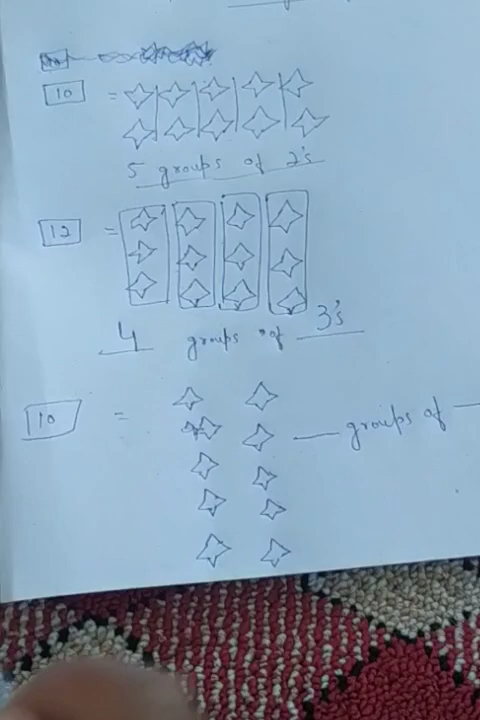 10 =
5 groups of 2's
12 =
4 groups of 3's
10 = — groups of —